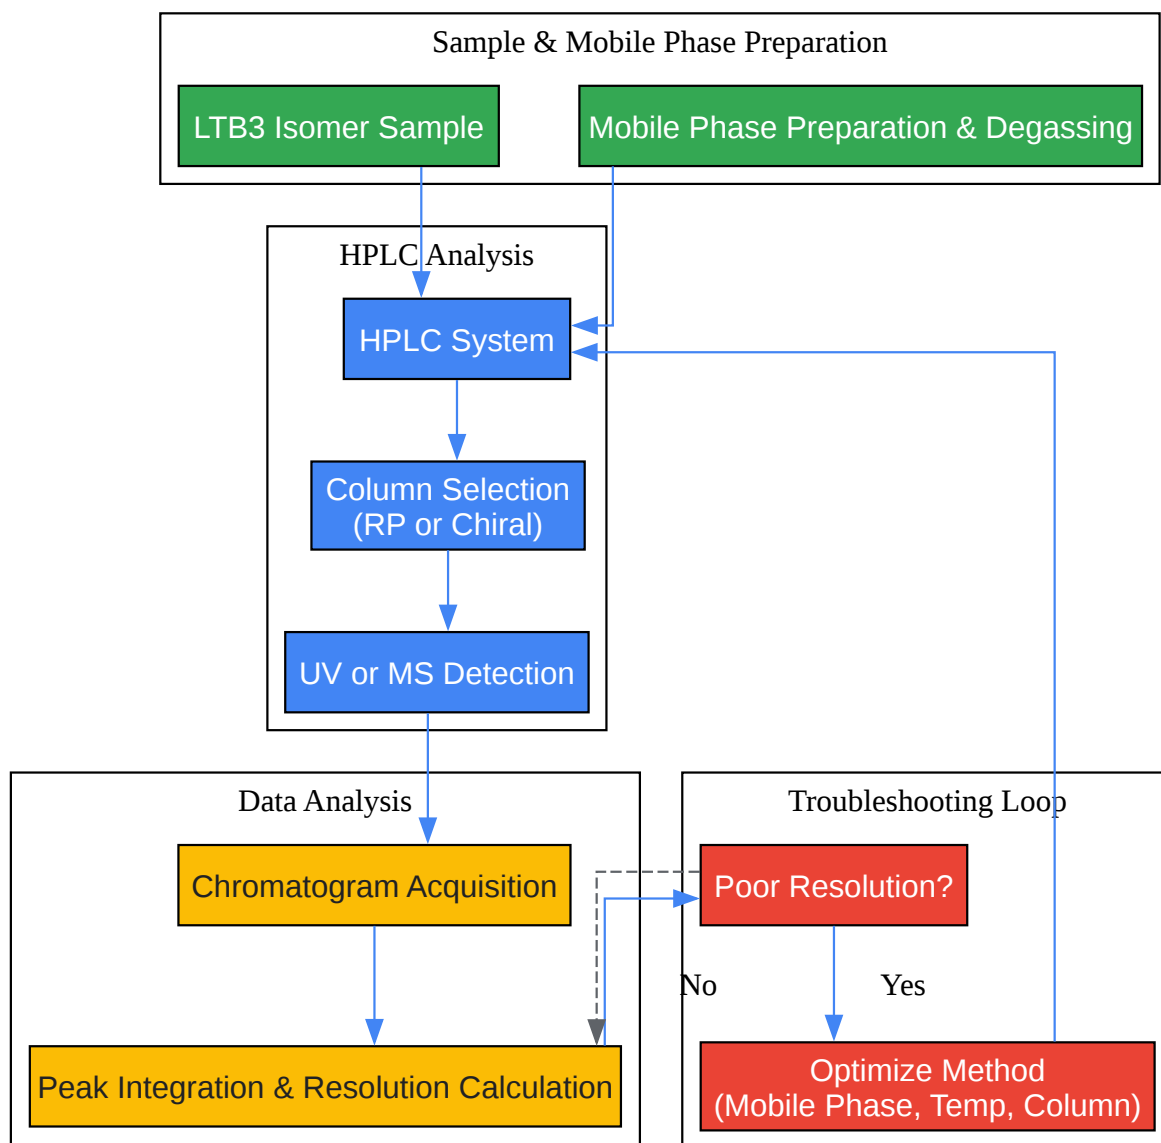 Sample & Mobile Phase Preparation
LTB3 Isomer Sample
Mobile Phase Preparation & Degassing
HPLC Analysis
HPLC System
Column Selection
(RP or Chiral)
UV or MS Detection
Data Analysis
Troubleshooting Loop
Chromatogram Acquisition
Poor Resolution?
No
Yes
Peak Integration & Resolution Calculation
Optimize Method
(Mobile Phase, Temp, Column)